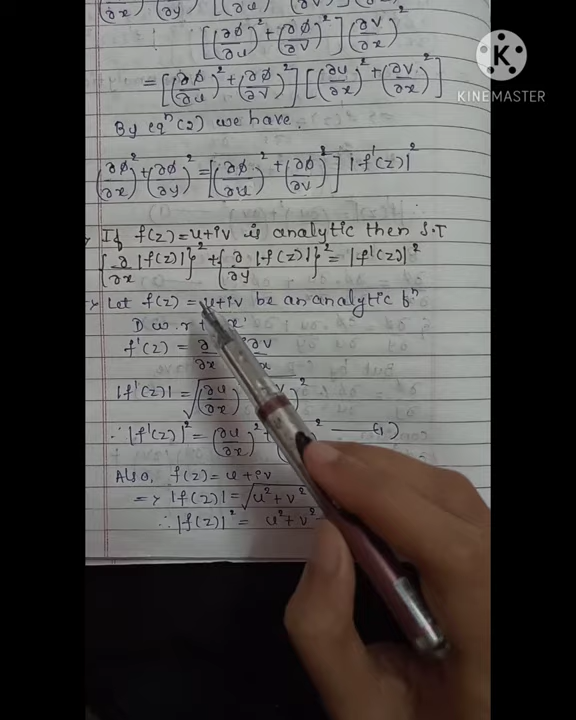 [(∂ϕ/∂u)² + (∂ϕ/∂v)²] (∂v/∂x)²
= [(∂ϕ/∂u)² + (∂ϕ/∂v)²] [(∂u/∂x)² + (∂v/∂x)²]
KINEMASTER
By eqⁿ (2) we have.
(∂ϕ/∂x)² + (∂ϕ/∂y)² = [(∂ϕ/∂u)² + (∂ϕ/∂v)²] |f'(z)|²
If f(z) = u+iv is analytic then S.T
{∂/∂x |f(z)|}² + {∂/∂y |f(z)|}² = |f'(z)|²
Let f(z) = u+iv be an analytic fⁿ
D w.r.t x'
f'(z) = ∂ ∂v
|f'(z)| = √(∂u/∂x)
∴ |f'(z)|² = (∂u/∂x)² + ² — (1)
Also, f(z) = u+iv
=> |f(z)| = √u²+v²
∴ |f(z)|² = u²+v²